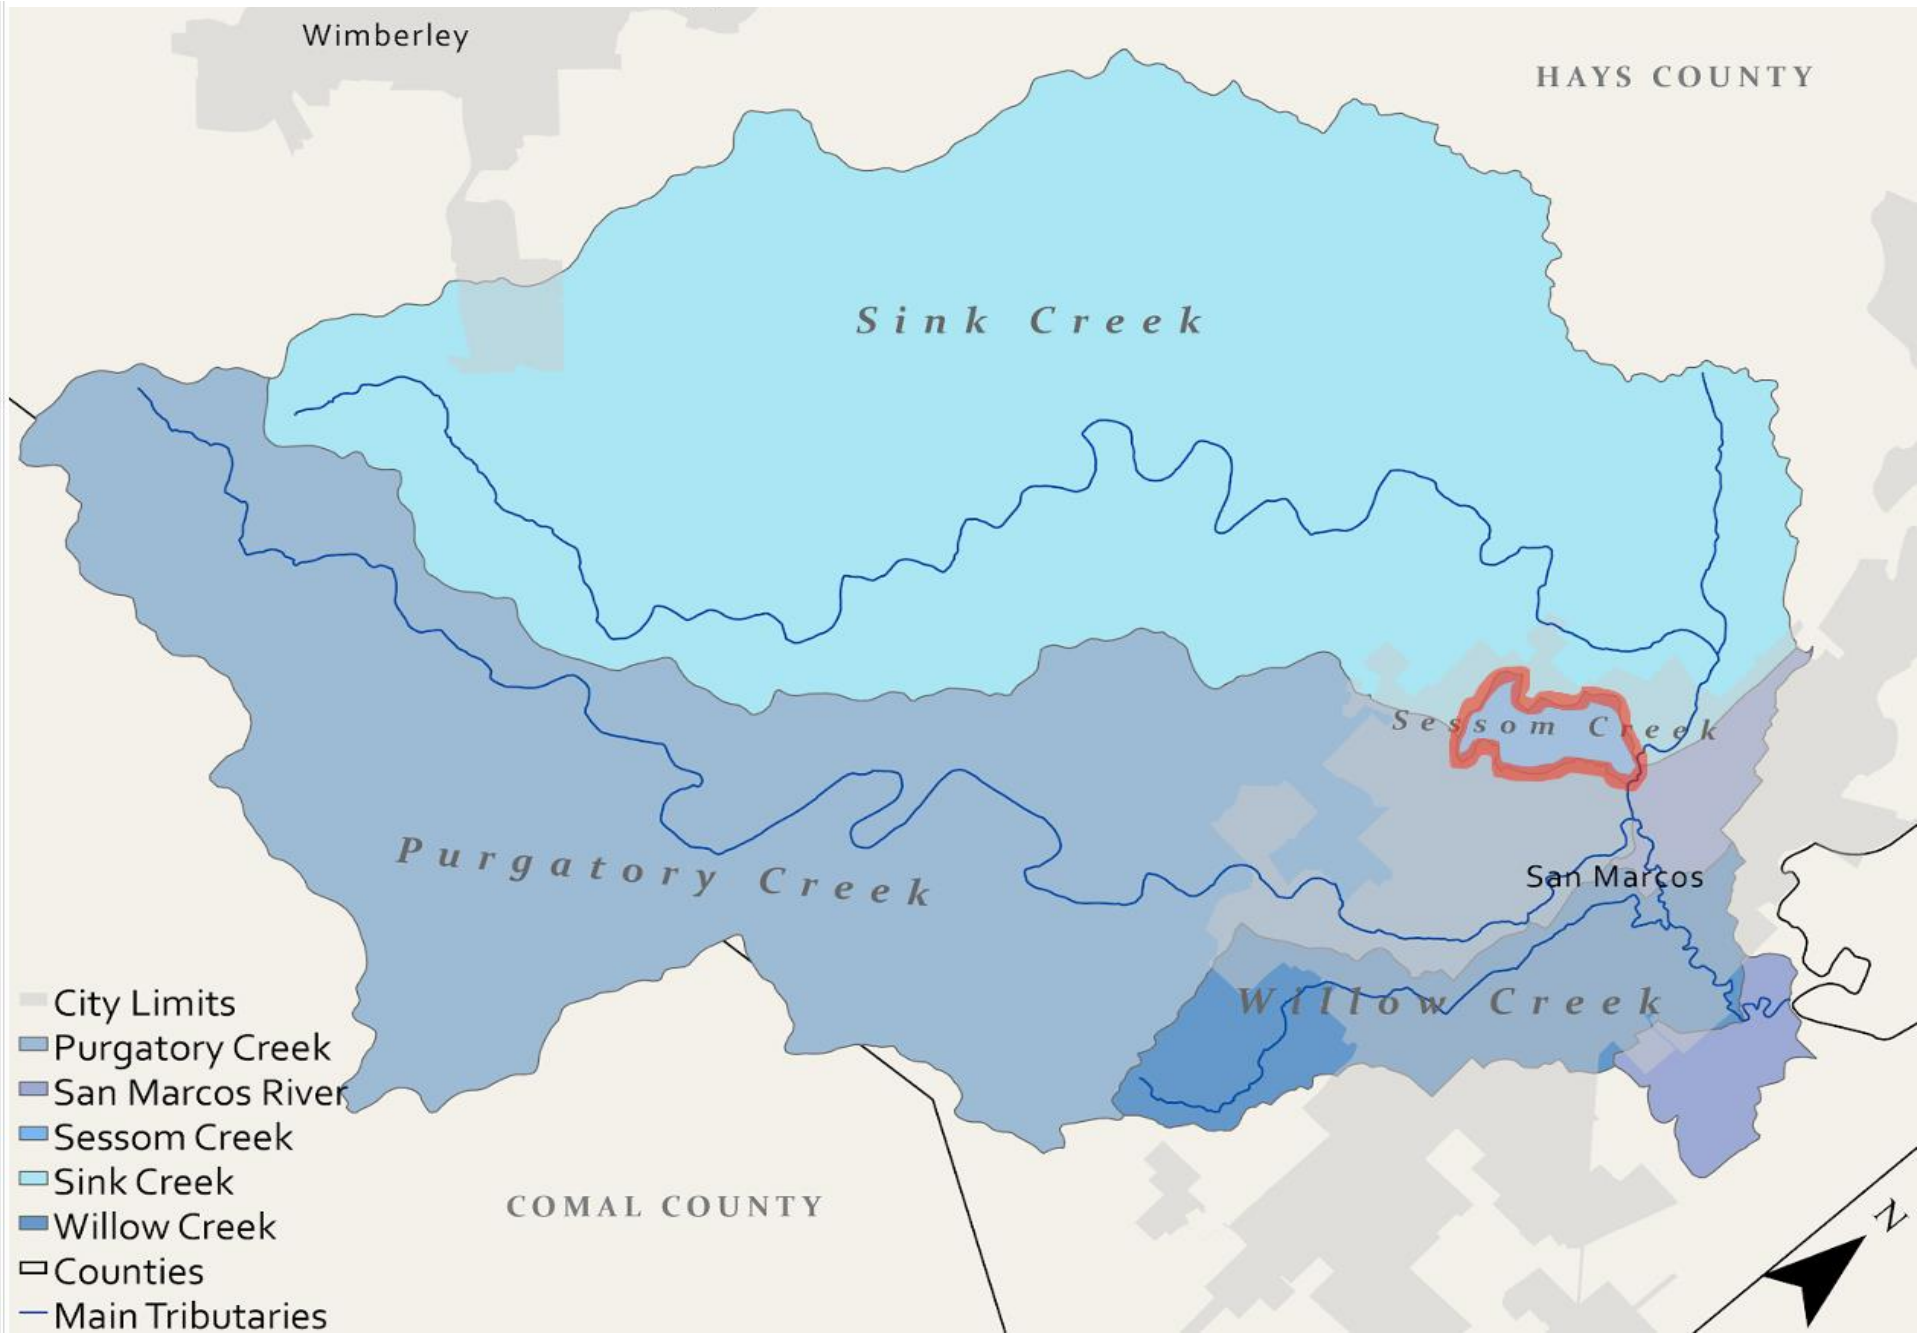 Wimberley
HAYS COUNTY
Sink Creek
Sessom Creek
Purgatory Creek
San Marcos
Willow Creek
COMAL COUNTY
City Limits
Purgatory Creek
San Marcos River
Sessom Creek
Sink Creek
Willow Creek
Counties
Main Tributaries
N